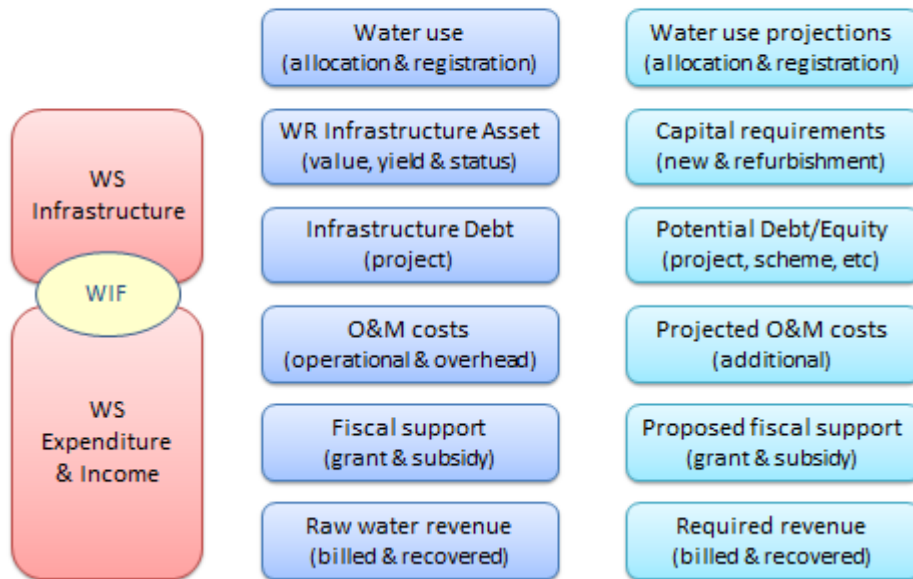 WS
Infrastructure
WIF
WS
Expenditure
& Income
Water use
(allocation & registration)
WR Infrastructure Asset
(value, yield & status)
Infrastructure Debt
(project)
O&M costs
(operational & overhead)
Fiscal support
(grant & subsidy)
Raw water revenue
(billed & recovered)
Water use projections
(allocation & registration)
Capital requirements
(new & refurbishment)
Potential Debt/Equity
(project, scheme, etc)
Projected O&M costs
(additional)
Proposed fiscal support
(grant & subsidy)
Required revenue
(billed & recovered)